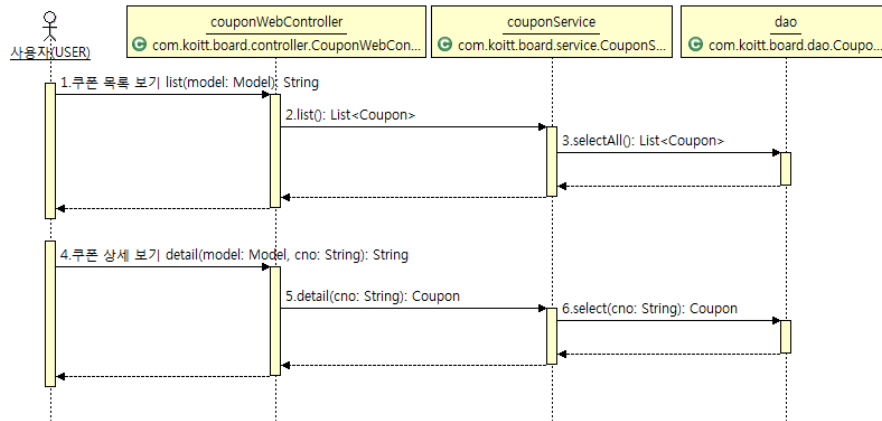 couponWebController
com.koitt.board.controller.CouponWebCon...
couponService
com.koitt.board.service.CouponS...
dao
com.koitt.board.dao.Coupo...
사용자(USER)
1.쿠폰 목록 보기 list(model: Model): String
2.list(): List<Coupon>
3.selectAll(): List<Coupon>
4.쿠폰 상세 보기 detail(model: Model, cno: String): String
5.detail(cno: String): Coupon
6.select(cno: String): Coupon